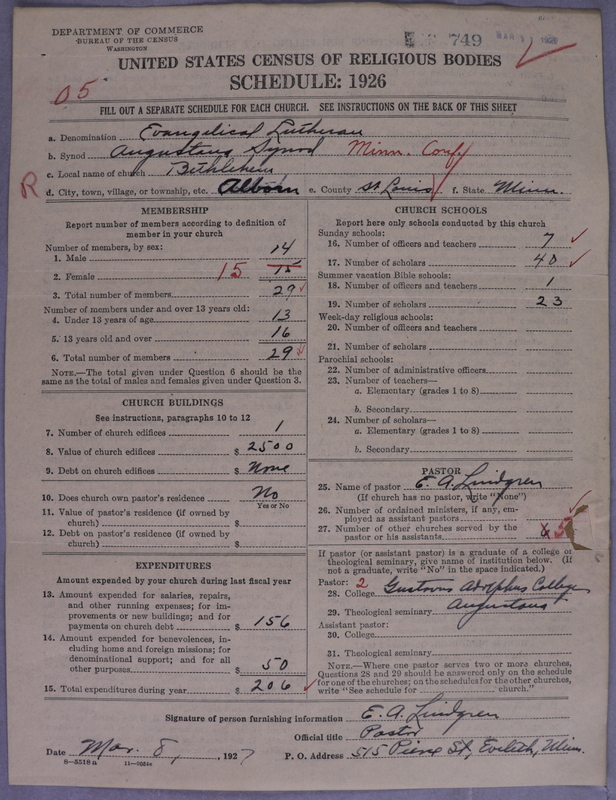 DEPARTMENT OF COMMERCE
BUREAU OF THE CENSUS
WASHINGTON
749
MAR 11 1926
UNITED STATES CENSUS OF RELIGIOUS BODIES
SCHEDULE: 1926
05
FILL OUT A SEPARATE SCHEDULE FOR EACH CHURCH. SEE INSTRUCTIONS ON THE BACK OF THIS SHEET
a. Denomination Evangelical Lutheran
b. Synod Augustana Synod Minn. Conf
c. Local name of church Bethlehem
R d. City, town, village, or township, etc. Alborn e. County St Louis f. State Minn.
MEMBERSHIP
Report number of members according to definition of
member in your church
Number of members, by sex:
1. Male 14
2. Female 15 15
3. Total number of members 29
Number of members under and over 13 years old:
4. Under 13 years of age 13
5. 13 years old and over 16
6. Total number of members 29
NOTE.—The total given under Question 6 should be
same as the total of males and females given under Question 3.
CHURCH BUILDINGS
See instructions, paragraphs 10 to 12
7. Number of church edifices 1
8. Value of church edifices $ 2500
9. Debt on church edifices $ None
10. Does church own pastor's residence No
Yes or No
11. Value of pastor's residence (if owned by
church) $
12. Debt on pastor's residence (if owned by
church) $
EXPENDITURES
Amount expended by your church during last fiscal year
13. Amount expended for salaries, repairs,
and other running expenses; for im-
provements or new buildings; and for
payments on church debt $ 156
14. Amount expended for benevolences, in-
cluding home and foreign missions; for
denominational support; and for all
other purposes $ 50
15. Total expenditures during year $ 206
CHURCH SCHOOLS
Report here only schools conducted by this church
Sunday schools:
16. Number of officers and teachers 7
17. Number of scholars 40
Summer vacation Bible schools:
18. Number of officers and teachers 1
19. Number of scholars 23
Week-day religious schools:
20. Number of officers and teachers
21. Number of scholars
Parochial schools:
22. Number of administrative officers
23. Number of teachers—
a. Elementary (grades 1 to 8)
b. Secondary
24. Number of scholars—
a. Elementary (grades 1 to 8)
b. Secondary
PASTOR
25. Name of pastor E. A. Lindgren
(If church has no pastor, write "None")
26. Number of ordained ministers, if any, em-
ployed as assistant pastors
27. Number of other churches served by the
pastor or his assistants 6 5
If pastor (or assistant pastor) is a graduate of a college or
theological seminary, give name of institution below. (If
not a graduate, write "No" in the space indicated.)
Pastor: 2
28. College Gustavus Adolphus College
29. Theological seminary Augustana
Assistant pastor:
30. College
31. Theological seminary
NOTE.—Where one pastor serves two or more churches,
Questions 28 and 29 should be answered only on the schedule
for one of the churches; on the schedules for the other churches,
write "See schedule for church."
Signature of person furnishing information E. A. Lindgren
Official title Pastor
Date Mar. 8, , 1927 P. O. Address 515 Pierce St, Eveleth, Minn.
8—5518 a